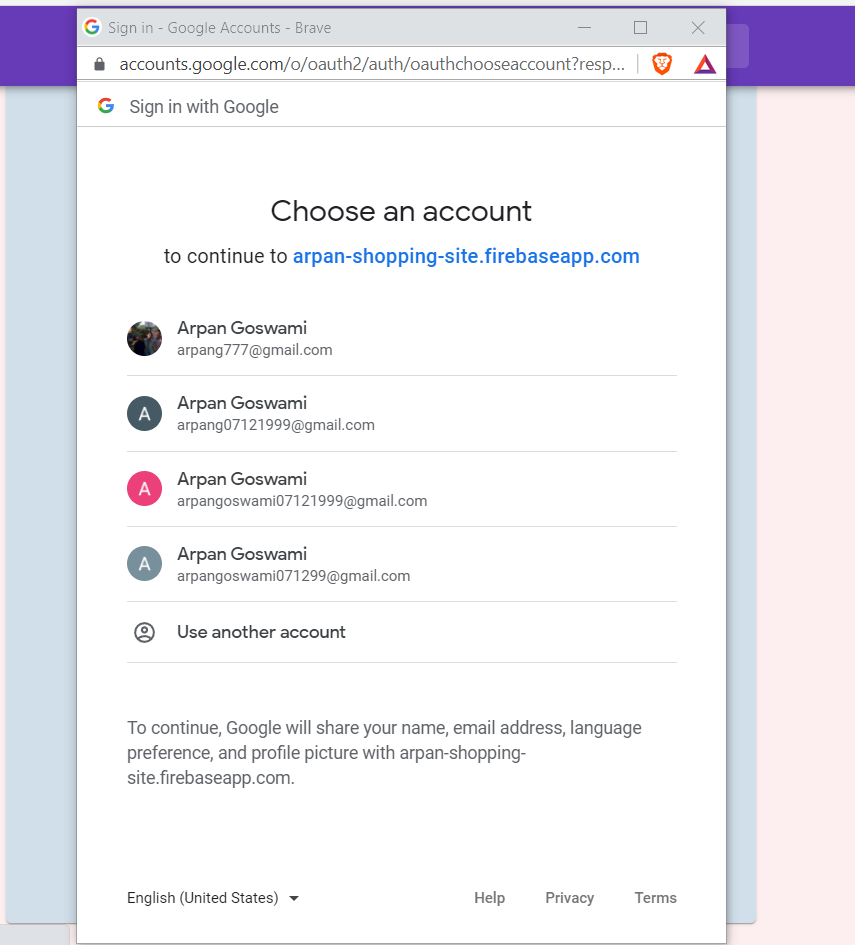 Sign in - Google Accounts - Brave
accounts.google.com/o/oauth2/auth/oauthchooseaccount?resp...
Sign in with Google
Choose an account
to continue to arpan-shopping-site.firebaseapp.com
Arpan Goswami
arpang777@gmail.com
A
Arpan Goswami
arpang07121999@gmail.com
A
Arpan Goswami
arpangoswami07121999@gmail.com
A
Arpan Goswami
arpangoswami071299@gmail.com
Use another account
To continue, Google will share your name, email address, language
preference, and profile picture with arpan-shopping-
site.firebaseapp.com.
English (United States)
Help Privacy Terms